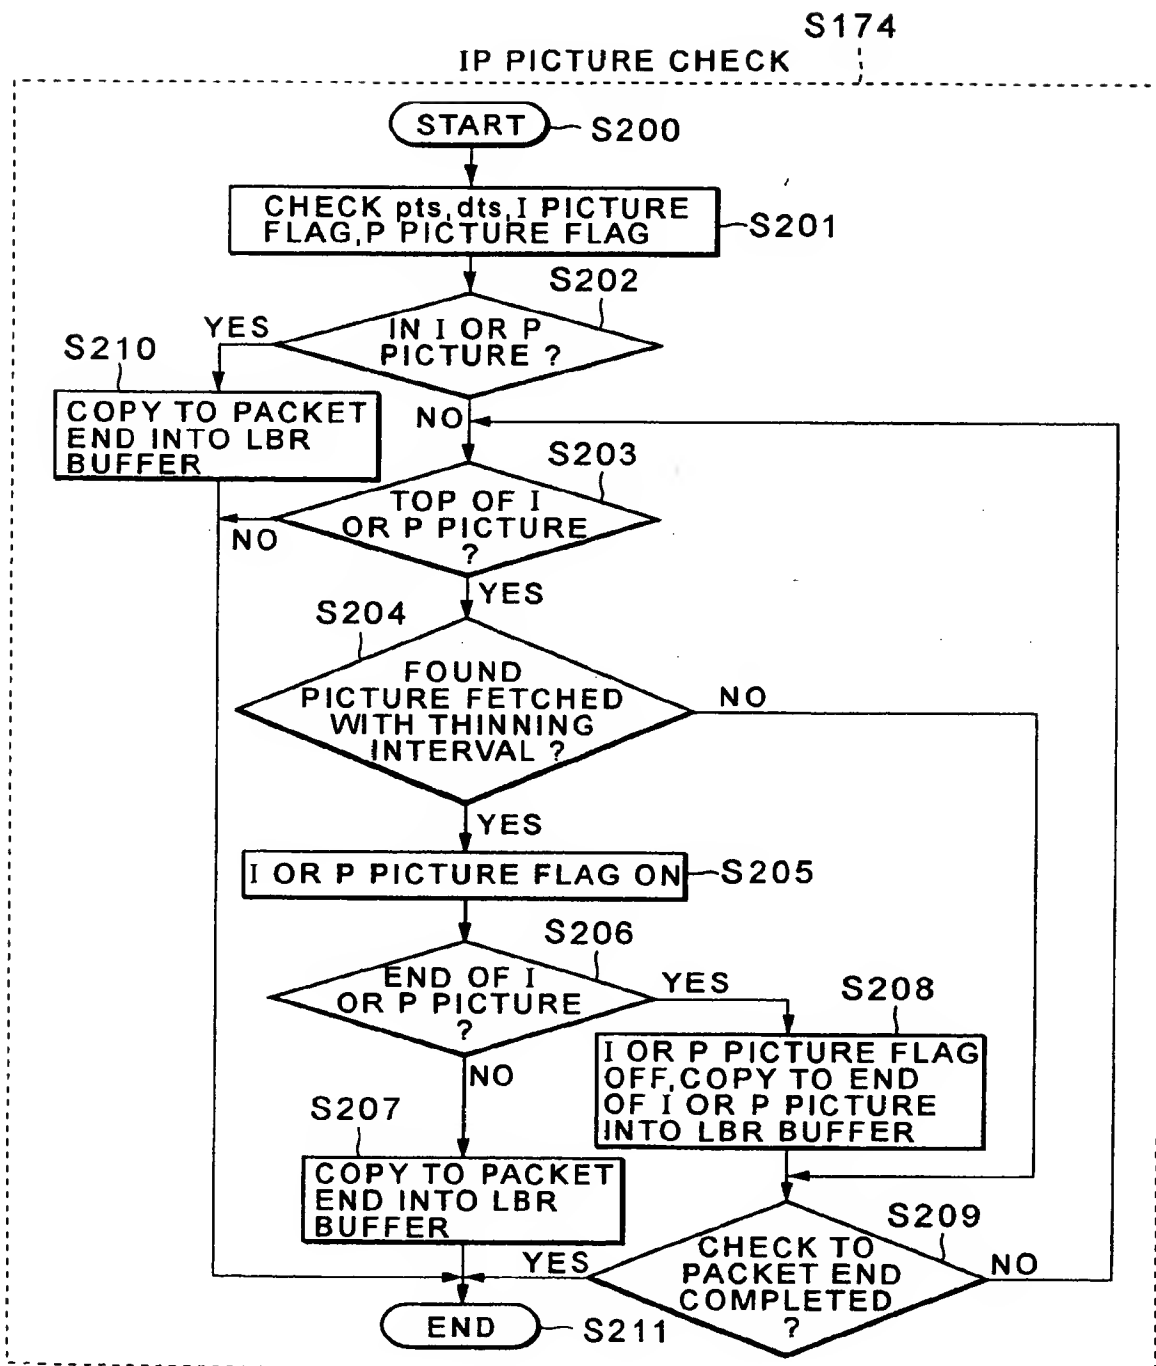 S174
IP PICTURE CHECK
START
S200
CHECK pts,dts,I PICTURE
FLAG,P PICTURE FLAG
S201
S202
IN I OR P
PICTURE ?
YES
S210
COPY TO PACKET
END INTO LBR
BUFFER
NO
S203
TOP OF I
OR P PICTURE
?
NO
YES
S204
FOUND
PICTURE FETCHED
WITH THINNING
INTERVAL ?
NO
YES
I OR P PICTURE FLAG ON
S205
S206
END OF I
OR P PICTURE
?
YES
S208
I OR P PICTURE FLAG
OFF,COPY TO END
OF I OR P PICTURE
INTO LBR BUFFER
NO
S207
COPY TO PACKET
END INTO LBR
BUFFER
S209
CHECK TO
PACKET END
COMPLETED
?
YES
NO
END
S211